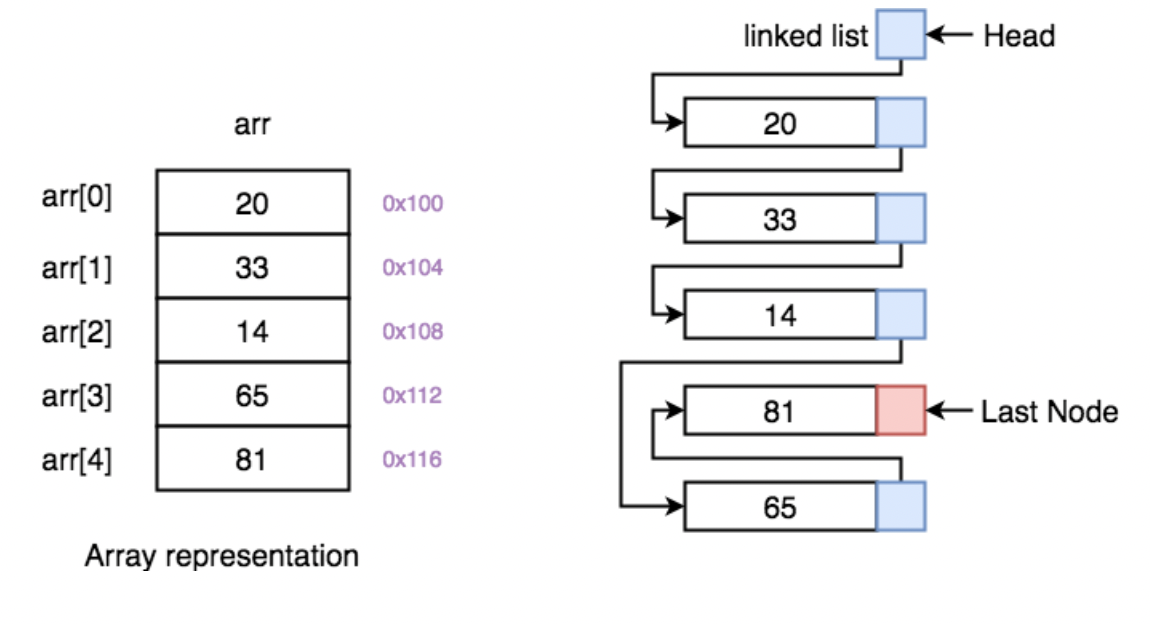 arr
arr[0] 20 0x100
arr[1] 33 0x104
arr[2] 14 0x108
arr[3] 65 0x112
arr[4] 81 0x116
Array representation
linked list Head
20
33
14
81 Last Node
65